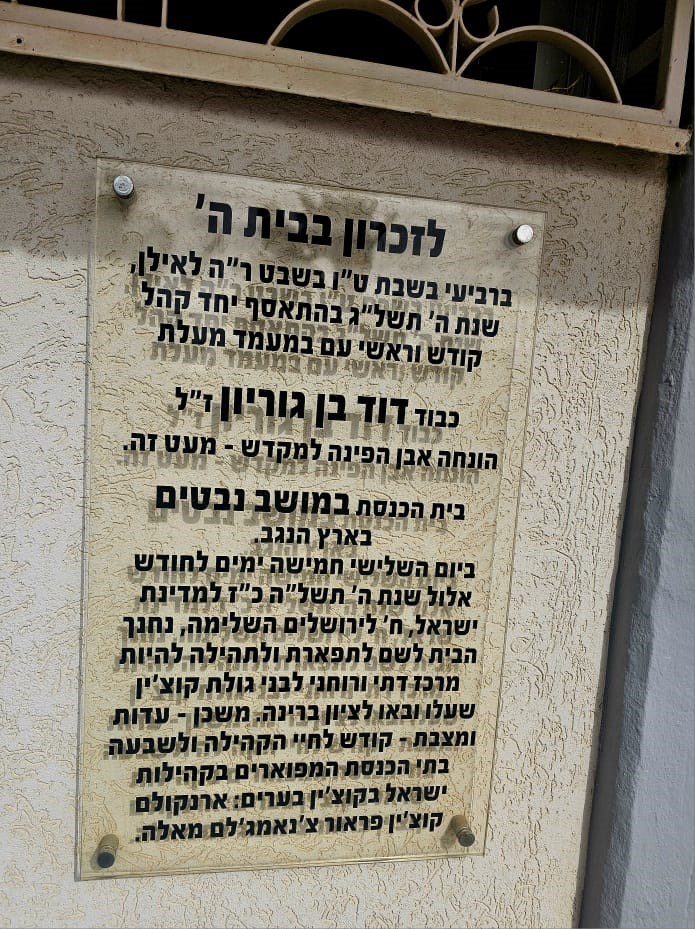 לזכרון בבית ה'
ברביעי בשבת ט"ו בשבט ר"ה לאילן,
שנת ה' תשל"ג בהתאסף יחד קהל
קודש וראשי עם במעמד מעלת
כבוד דוד בן גוריון ז"ל
הונחה אבן הפינה למקדש - מעט זה.
בית הכנסת במושב נבטים
בארץ הנגב.
ביום השלישי חמישה ימים לחודש
אלול שנת ה' תשל"ה כ"ז למדינת
ישראל, ח' לירושלים השלימה, נחנך
הבית לשם לתפארת ולתהילה להיות
מרכז דתי ורוחני לבני גולת קוצ'ין
שעלו ובאו לציון ברינה. משכן - עדות
ומצבת - קודש לחיי הקהילה ולשבעה
בתי הכנסת המפוארים בקהילות
ישראל בקוצ'ין בערים: ארנקולם
קוצ'ין פראור צ'נאמג'לם מאלה.